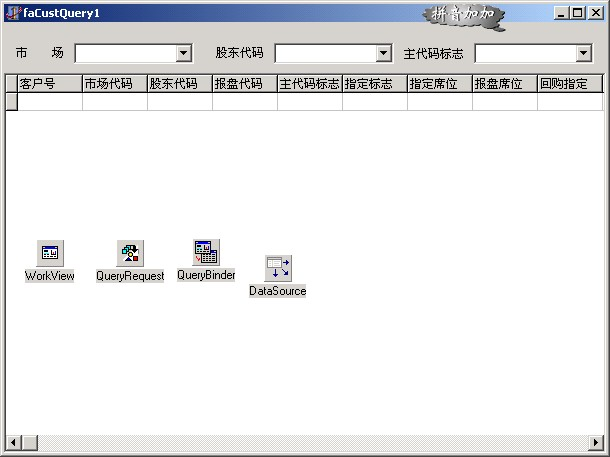 faCustQuery1
拼音加加
市 场
股东代码
主代码标志
客户号 市场代码 股东代码 报盘代码 主代码标志 指定标志 指定席位 报盘席位 回购指定
WorkView
QueryRequest
QueryBinder
DataSource